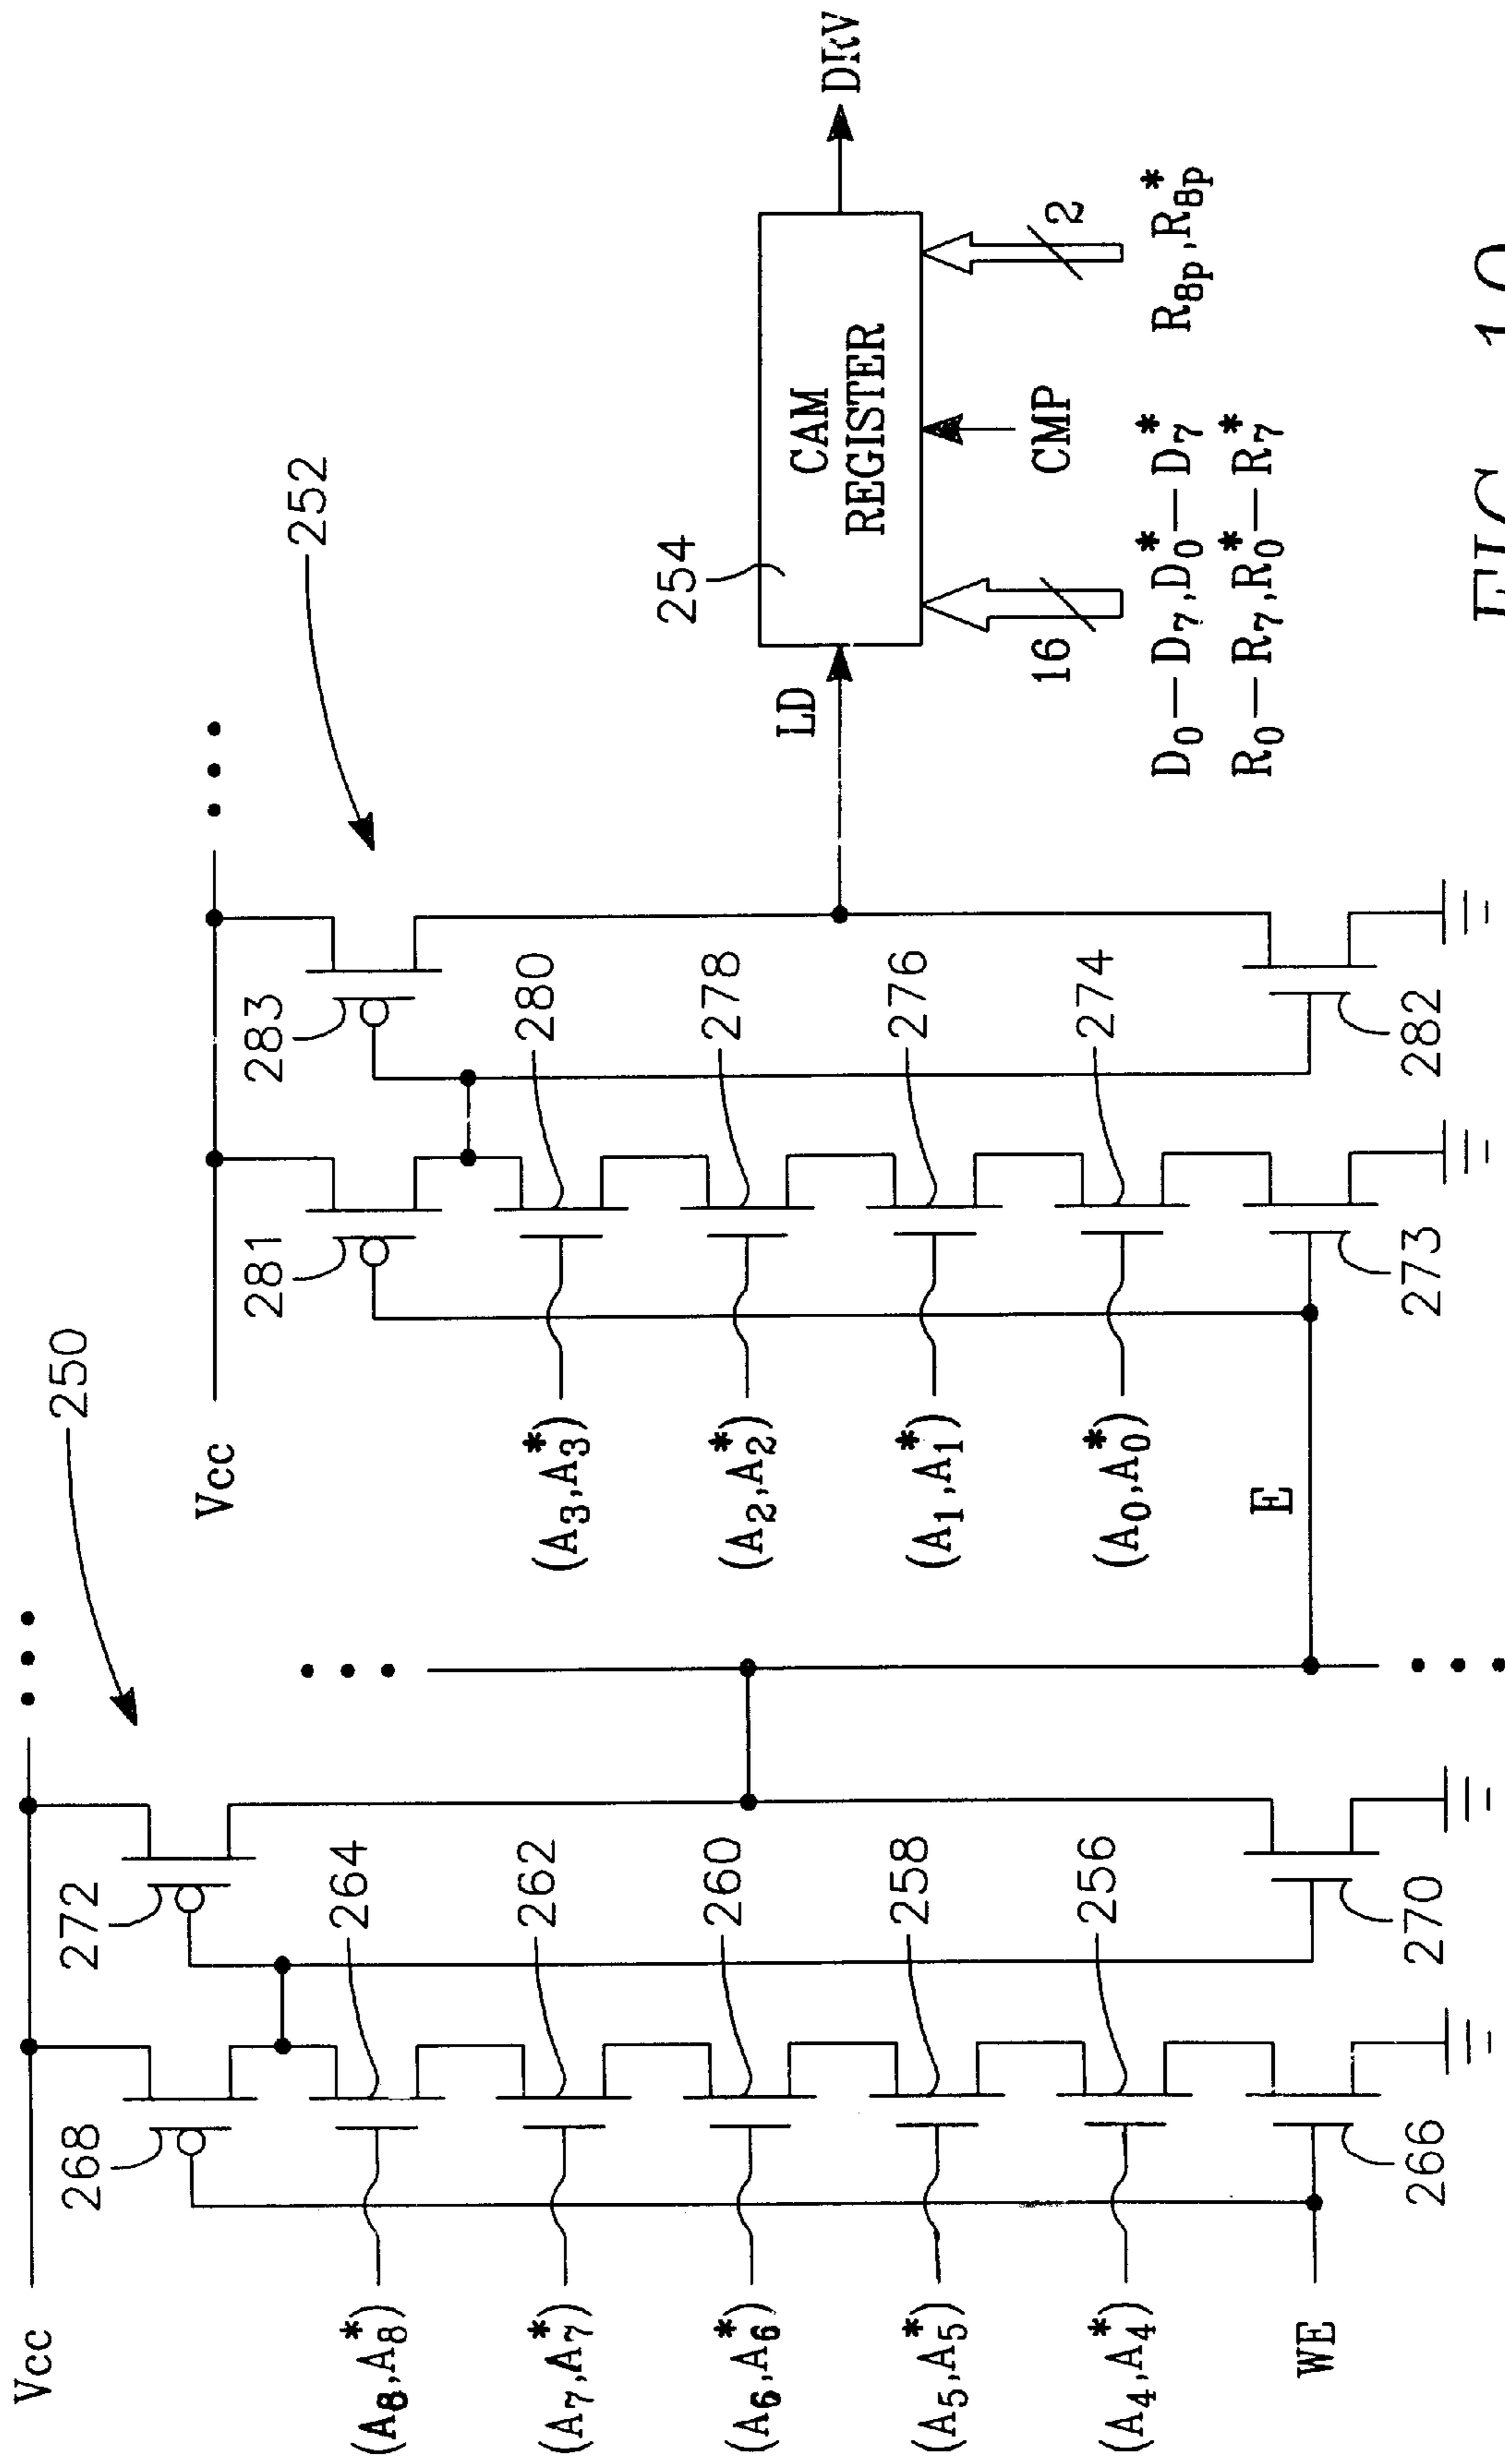 250
Vcc
252
268
272
Vcc
(A₈,A₈*)
264
281
283
(A₇,A₇*)
262
(A₃,A₃*)
280
(A₆,A₆*)
260
(A₂,A₂*)
278
254
LD
CAM
REGISTER
DRV
(A₅,A₅*)
258
(A₁,A₁*)
276
16
CMP
2
(A₄,A₄*)
256
(A₀,A₀*)
274
D₀—D₇,D₀*—D₇*
R₀—R₇,R₀*—R₇*
R₈ₚ,R₈ₚ*
WE
E
266
270
273
282
FIG